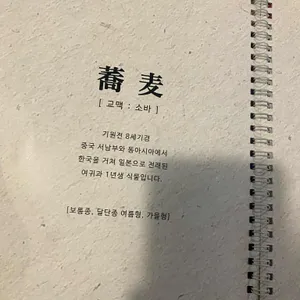 蕎麦
[ 교맥 : 소바 ]
기원전 8세기경
중국 서남부와 동아시아에서
한국을 거쳐 일본으로 전래된
여귀과 1년생 식물입니다.
[보통종, 달단종 여름형, 가을형]